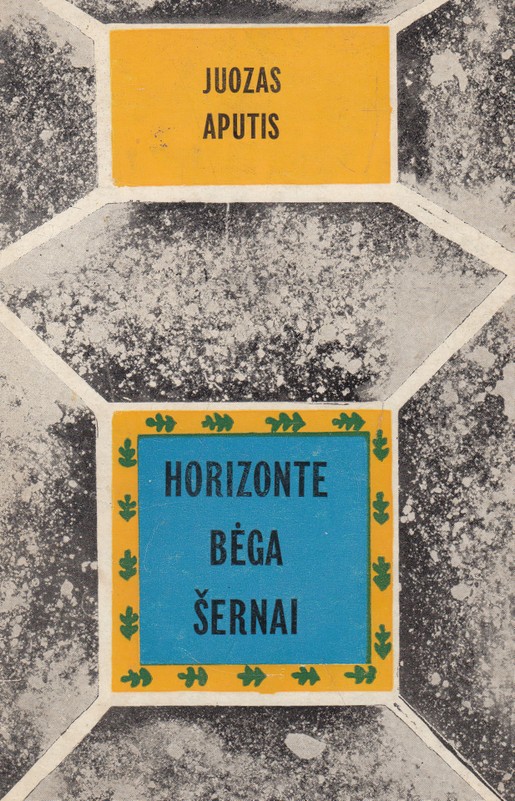 JUOZAS
APUTIS
HORIZONTE
BĖGA
ŠERNAI